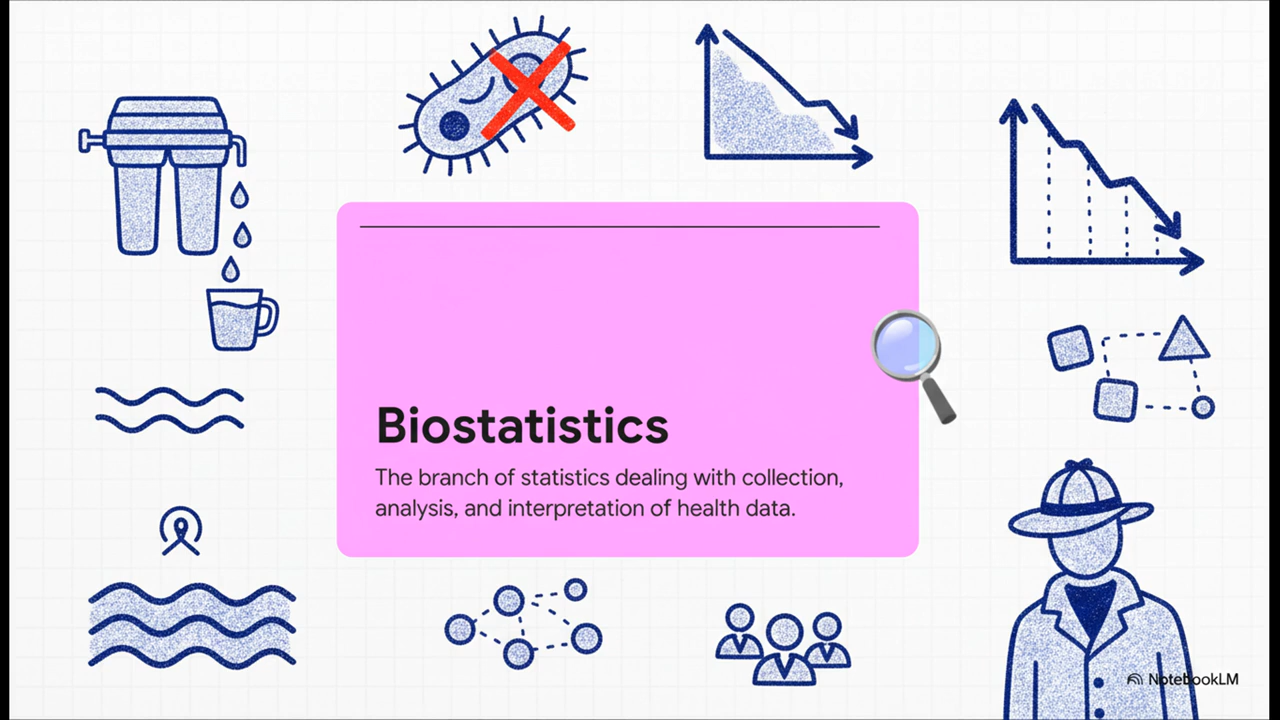 Biostatistics
The branch of statistics dealing with collection,
analysis, and interpretation of health data.
NotebookLM